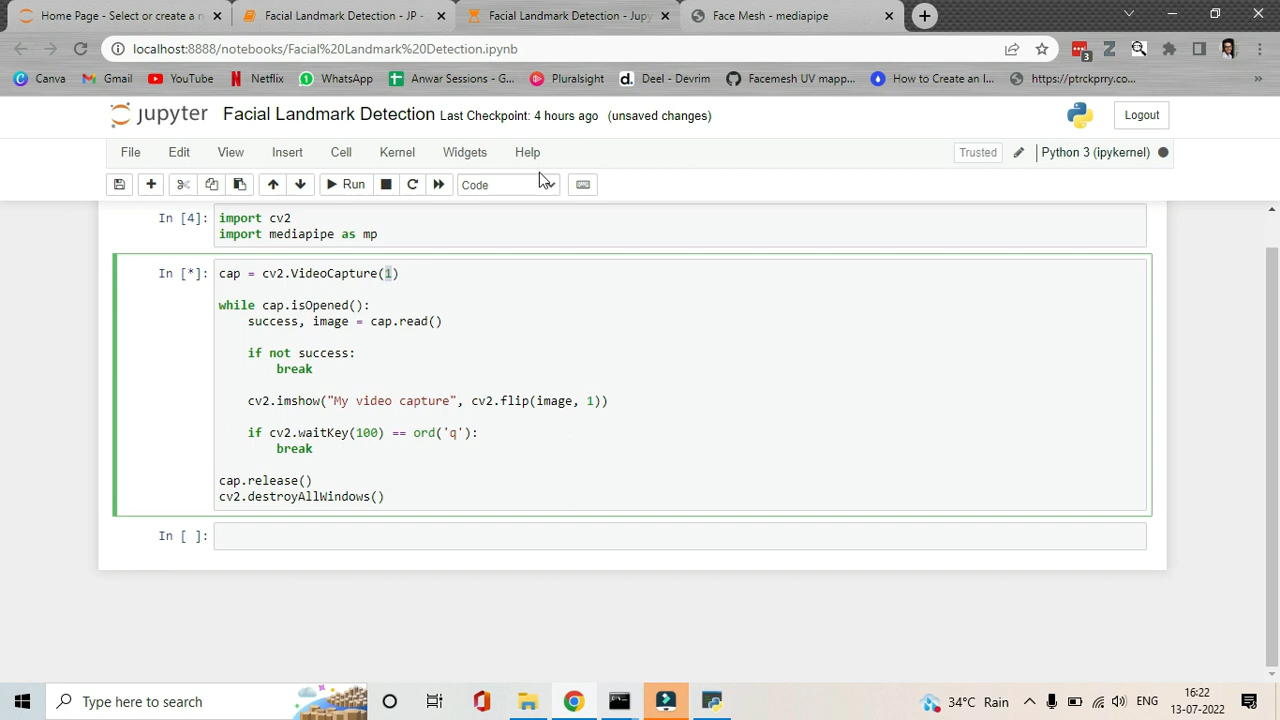 Home Page - Select or create a n
Facial Landmark Detection - JP -
Facial Landmark Detection - Jupy
Face Mesh - mediapipe
localhost:8888/notebooks/Facial%20Landmark%20Detection.ipynb
3
Canva
Gmail
YouTube
Netflix
WhatsApp
Anwar Sessions - G...
Pluralsight
Deel - Devrim
Facemesh UV mapp...
How to Create an I...
https://ptrckprry.co...
jupyter
Facial Landmark Detection Last Checkpoint: 4 hours ago (unsaved changes)
Logout
File
Edit
View
Insert
Cell
Kernel
Widgets
Help
Trusted
Python 3 (ipykernel)
Run
Code
In [4]: import cv2
import mediapipe as mp
In [*]: cap = cv2.VideoCapture(1)
while cap.isOpened():
success, image = cap.read()
if not success:
break
cv2.imshow("My video capture", cv2.flip(image, 1))
if cv2.waitKey(100) == ord('q'):
break
cap.release()
cv2.destroyAllWindows()
In [ ]:
Type here to search
34°C Rain
ENG
16:22
13-07-2022